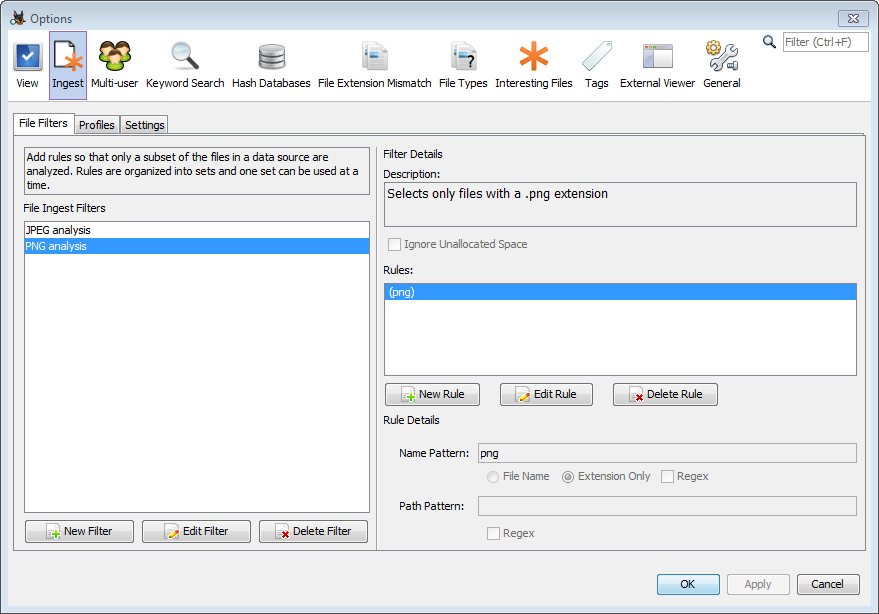 Options
Filter (Ctrl+F)
View
Ingest
Multi-user
Keyword Search
Hash Databases
File Extension Mismatch
File Types
Interesting Files
Tags
External Viewer
General
File Filters
Profiles
Settings
Add rules so that only a subset of the files in a data source are
analyzed. Rules are organized into sets and one set can be used at a
time.
File Ingest Filters
JPEG analysis
PNG analysis
New Filter
Edit Filter
Delete Filter
Filter Details
Description:
Selects only files with a .png extension
Ignore Unallocated Space
Rules:
(png)
New Rule
Edit Rule
Delete Rule
Rule Details
Name Pattern:
png
File Name
Extension Only
Regex
Path Pattern:
Regex
OK
Apply
Cancel